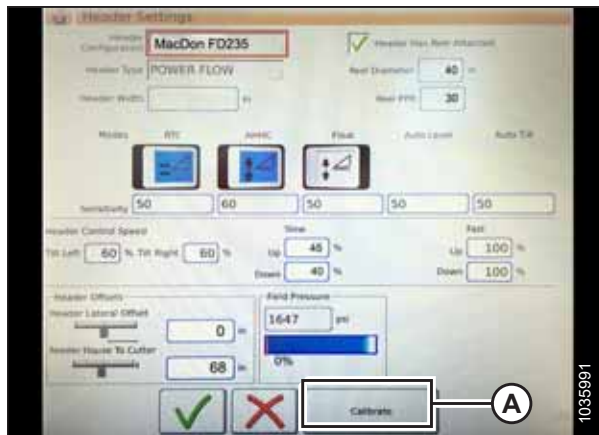 Header Settings
Header Configuration MacDon FD235
Header Has Reel Attached
Header Type POWER FLOW
Reel Diameter 40 in
Header Width in
Reel PPR 30
Modes RTC AHHC Float Auto Level Auto Tilt
Sensitivity 50 60 50 50 50
Header Control Speed
Slow
Fast
Tilt Left 60 % Tilt Right 60 %
Up 48 %
Up 100 %
Down 40 %
Down 100 %
Header Offsets
Field Pressure
Header Lateral Offset
0 in
1647 psi
Header House To Cutter
68 in
0%
Calibrate
A
1035991